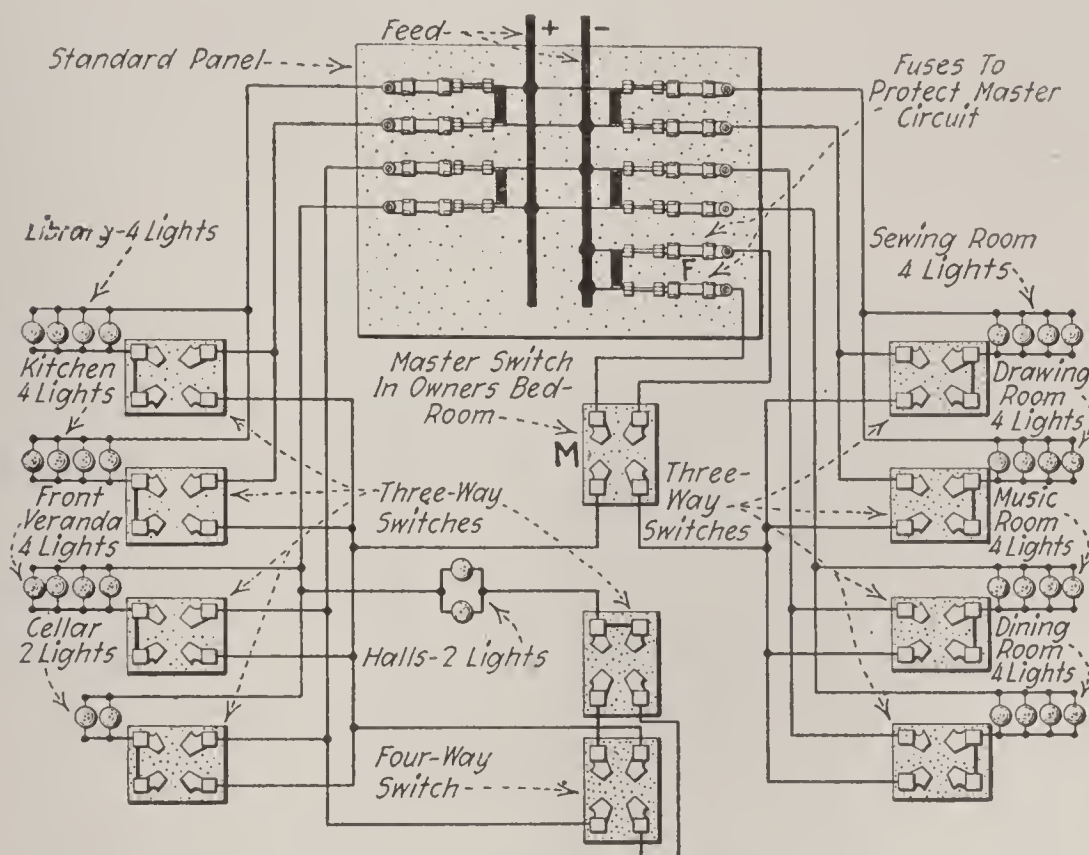 Feed
+ -
Standard Panel
Fuses To
Protect Master
Circuit
F
Library-4 Lights
Kitchen
4 Lights
Front
Veranda
4 Lights
Cellar
2 Lights
Master Switch
In Owners Bed-
Room
M
Three-Way
Switches
Halls-2 Lights
Four-Way
Switch
Three-
Way
Switches
Sewing Room
4 Lights
Drawing
Room
4 Lights
Music
Room
4 Lights
Dining
Room
4 Lights